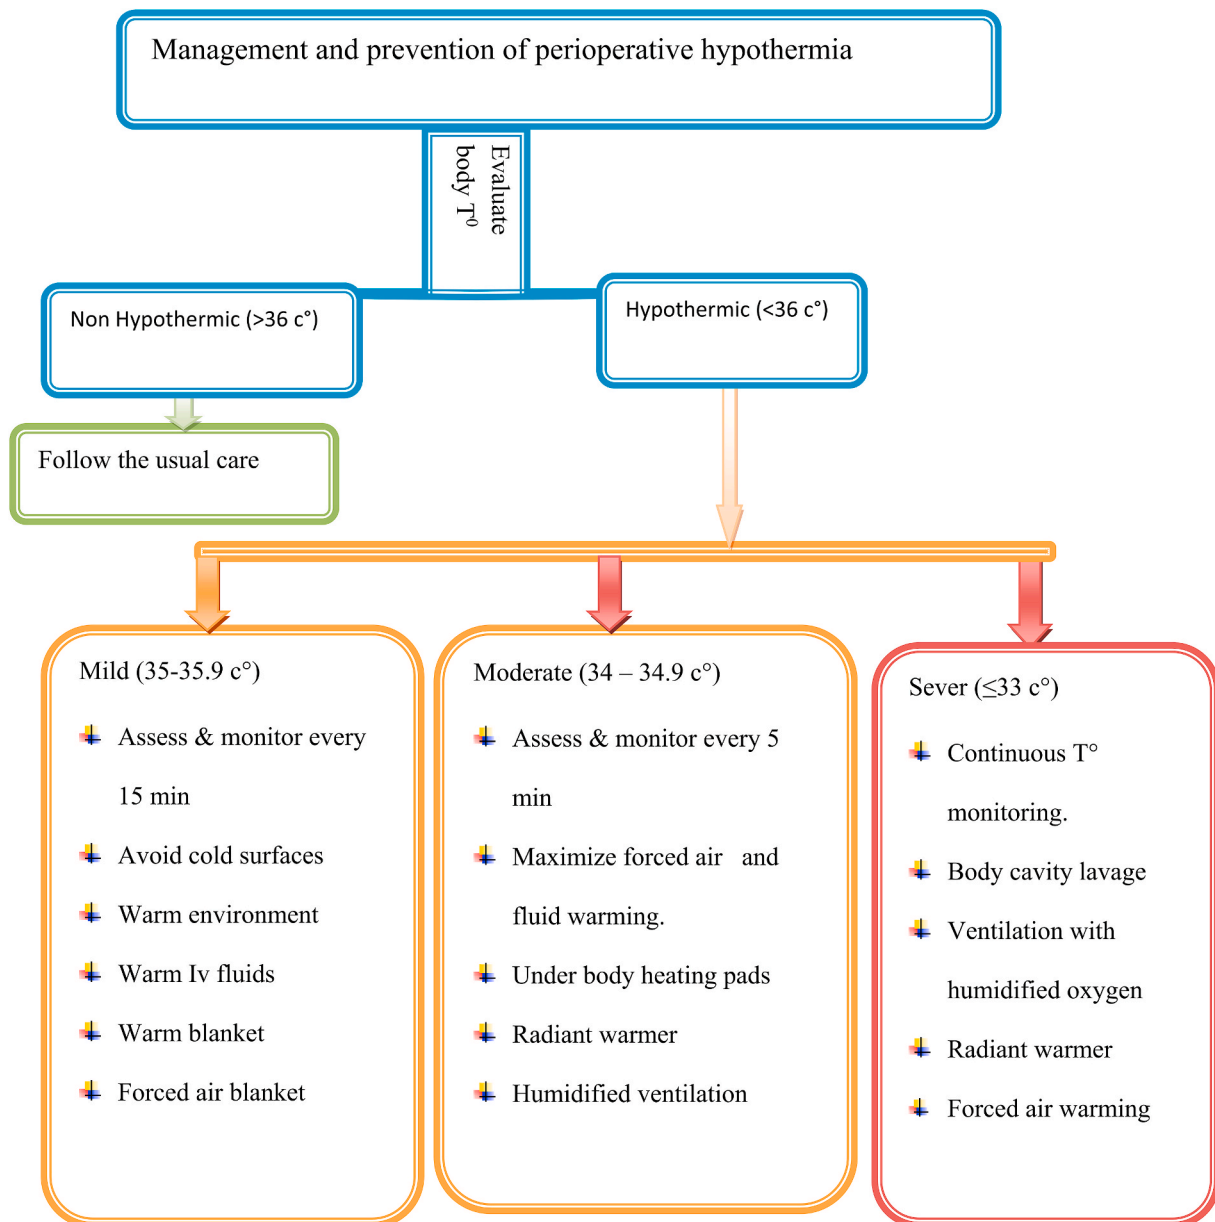 Management and prevention of perioperative hypothermia
Evaluate
body T⁰
Non Hypothermic (>36 c°)
Hypothermic (<36 c°)
Follow the usual care
Mild (35-35.9 c°)
Assess & monitor every
15 min
Avoid cold surfaces
Warm environment
Warm Iv fluids
Warm blanket
Forced air blanket
Moderate (34 – 34.9 c°)
Assess & monitor every 5
min
Maximize forced air and
fluid warming.
Under body heating pads
Radiant warmer
Humidified ventilation
Sever (≤33 c°)
Continuous T°
monitoring.
Body cavity lavage
Ventilation with
humidified oxygen
Radiant warmer
Forced air warming